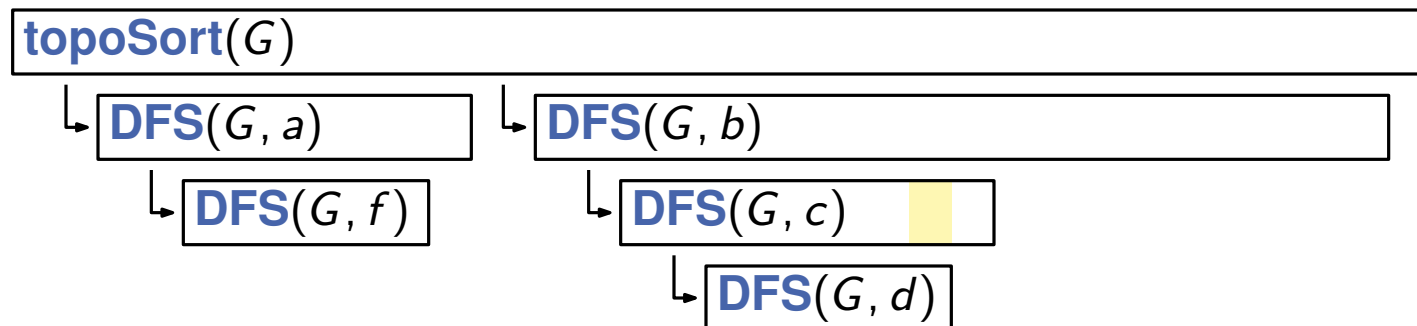 topoSort(G)
DFS(G, a) DFS(G, b)
DFS(G, f) DFS(G, c)
DFS(G, d)